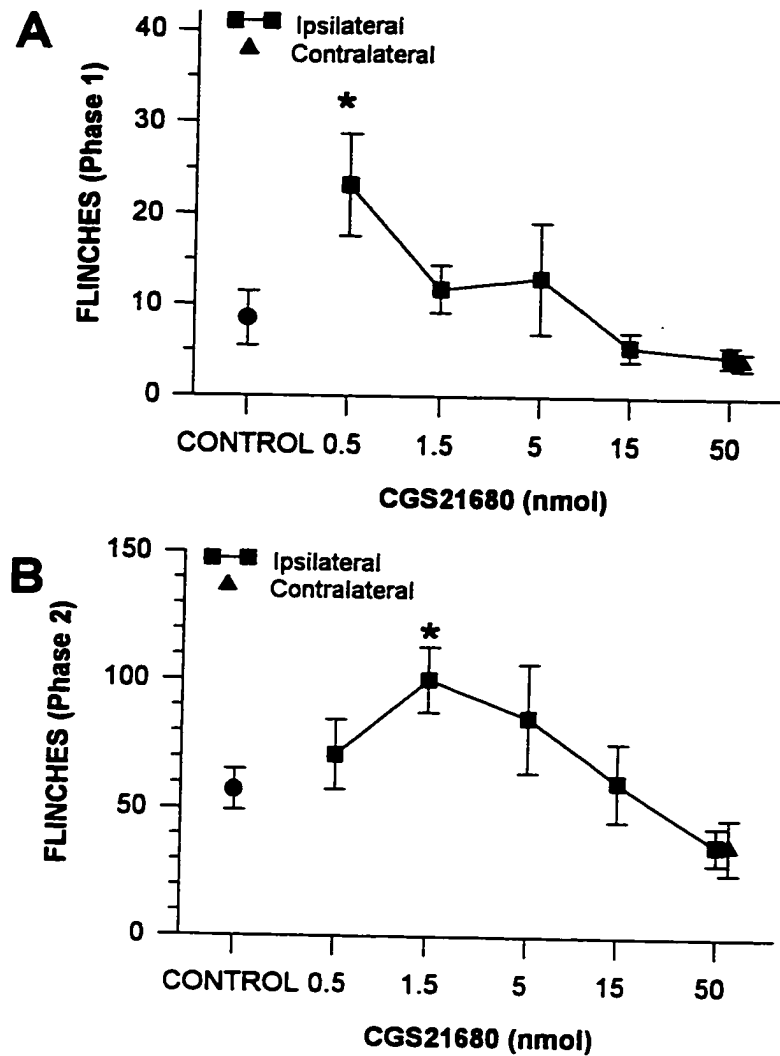 A
Ipsilateral
Contralateral
*
FLINCHES (Phase 1)
40
30
20
10
0
CONTROL 0.5 1.5 5 15 50
CGS21680 (nmol)
B
Ipsilateral
Contralateral
*
FLINCHES (Phase 2)
150
100
50
0
CONTROL 0.5 1.5 5 15 50
CGS21680 (nmol)